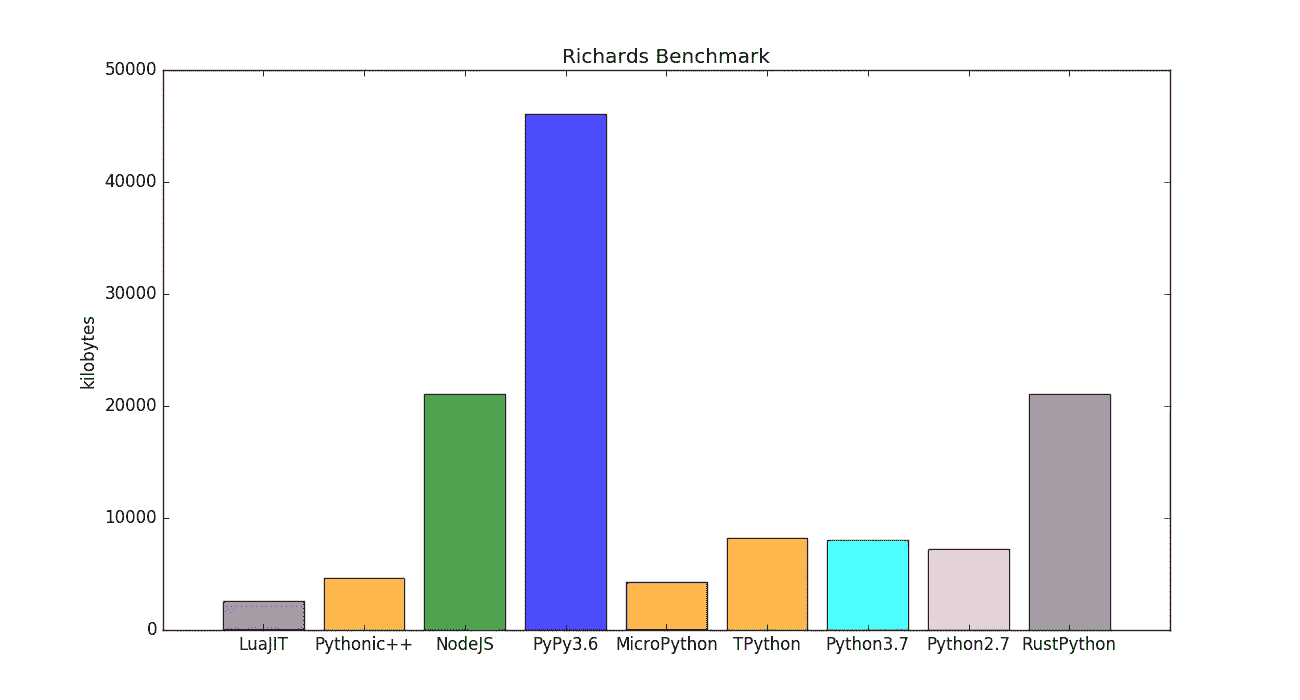 Richards Benchmark
50000
40000
30000
20000
10000
0
kilobytes
LuaJIT Pythonic++ NodeJS PyPy3.6 MicroPython TPython Python3.7 Python2.7 RustPython